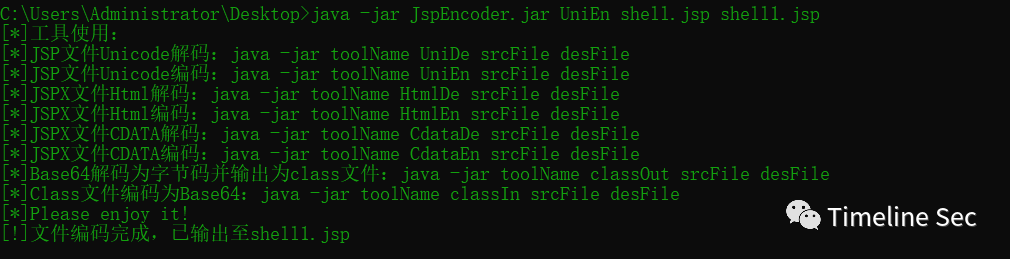 C:\Users\Administrator\Desktop>java -jar JspEncoder.jar UniEn shell.jsp shell1.jsp
[*]工具使用：
[*]JSP文件Unicode解码：java -jar toolName UniDe srcFile desFile
[*]JSP文件Unicode编码：java -jar toolName UniEn srcFile desFile
[*]JSPX文件Html解码：java -jar toolName HtmlDe srcFile desFile
[*]JSPX文件Html编码：java -jar toolName HtmlEn srcFile desFile
[*]JSPX文件CDATA解码：java -jar toolName CdataDe srcFile desFile
[*]JSPX文件CDATA编码：java -jar toolName CdataEn srcFile desFile
[*]Base64解码为字节码并输出为class文件：java -jar toolName classOut srcFile desFile
[*]Class文件编码为Base64：java -jar toolName classIn srcFile desFile
[*]Please enjoy it!
[!]文件编码完成，已输出至shell1.jsp
Timeline Sec